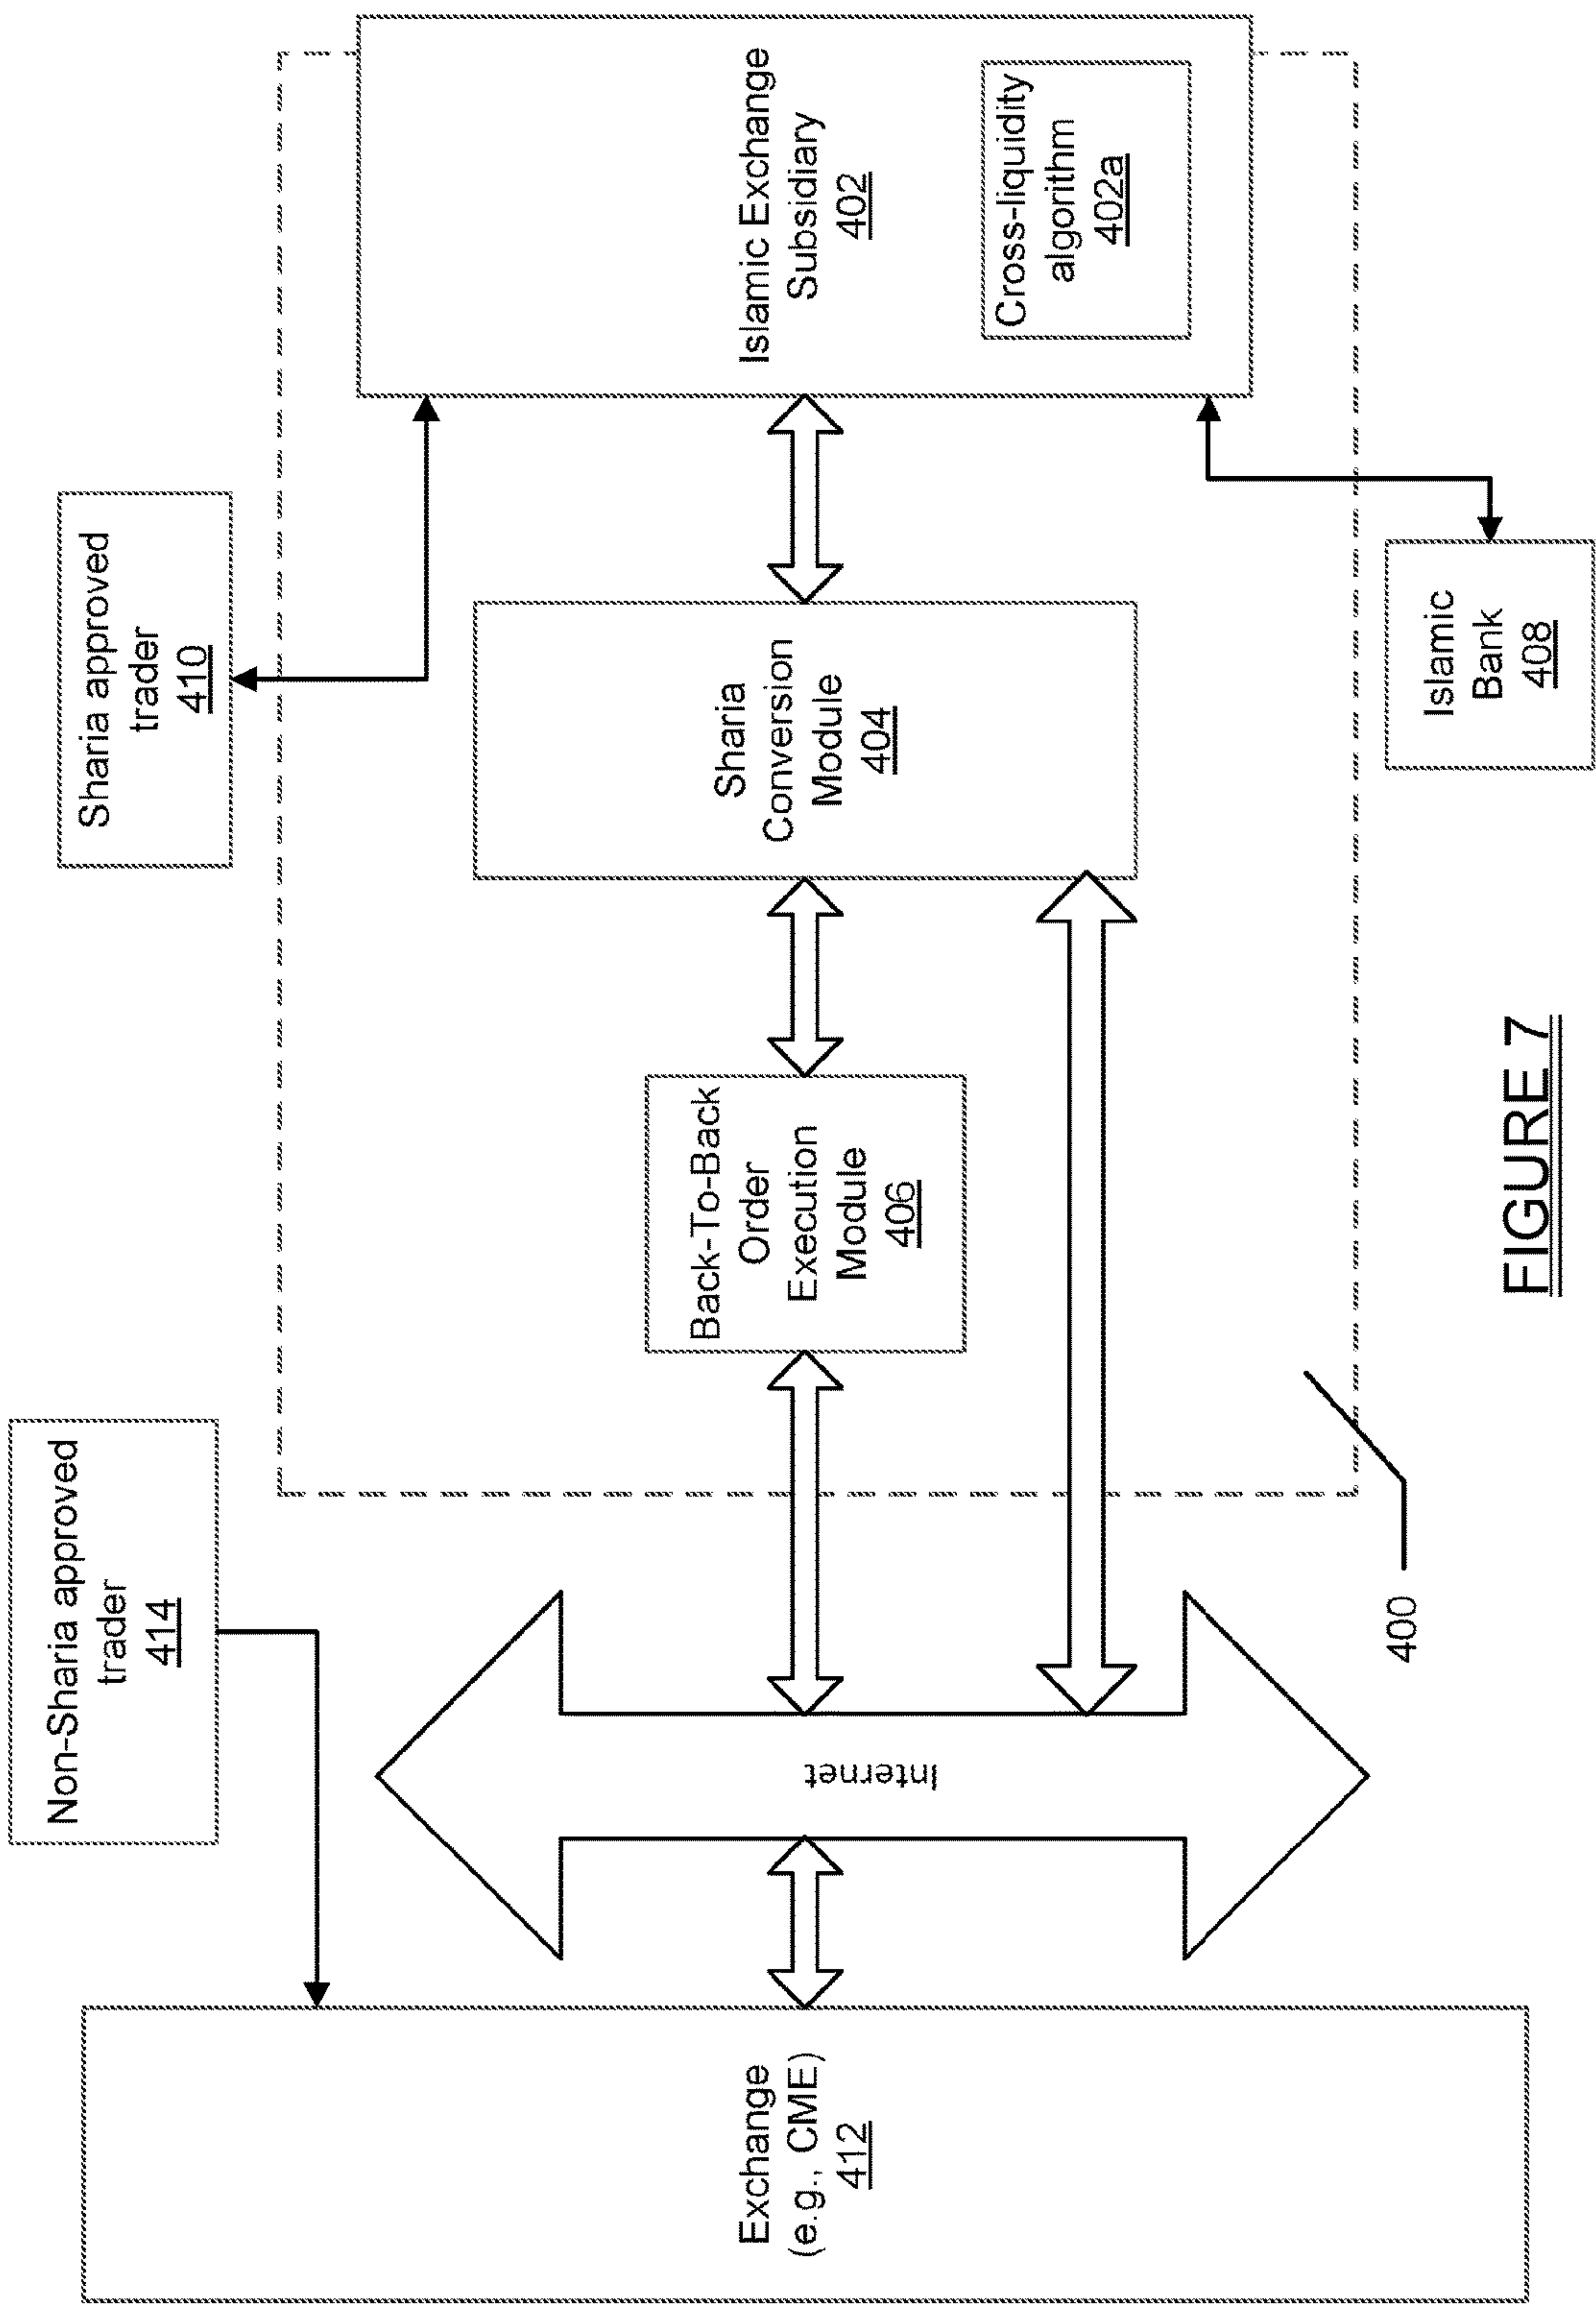 Non-Sharia approved
trader
414
Sharia approved
trader
410
Exchange
(e.g., CME)
412
Internet
Back-To-Back
Order
Execution
Module
406
Sharia
Conversion
Module
404
Islamic Exchange
Subsidiary
402
Cross-liquidity
algorithm
402a
400
Islamic
Bank
408
FIGURE 7